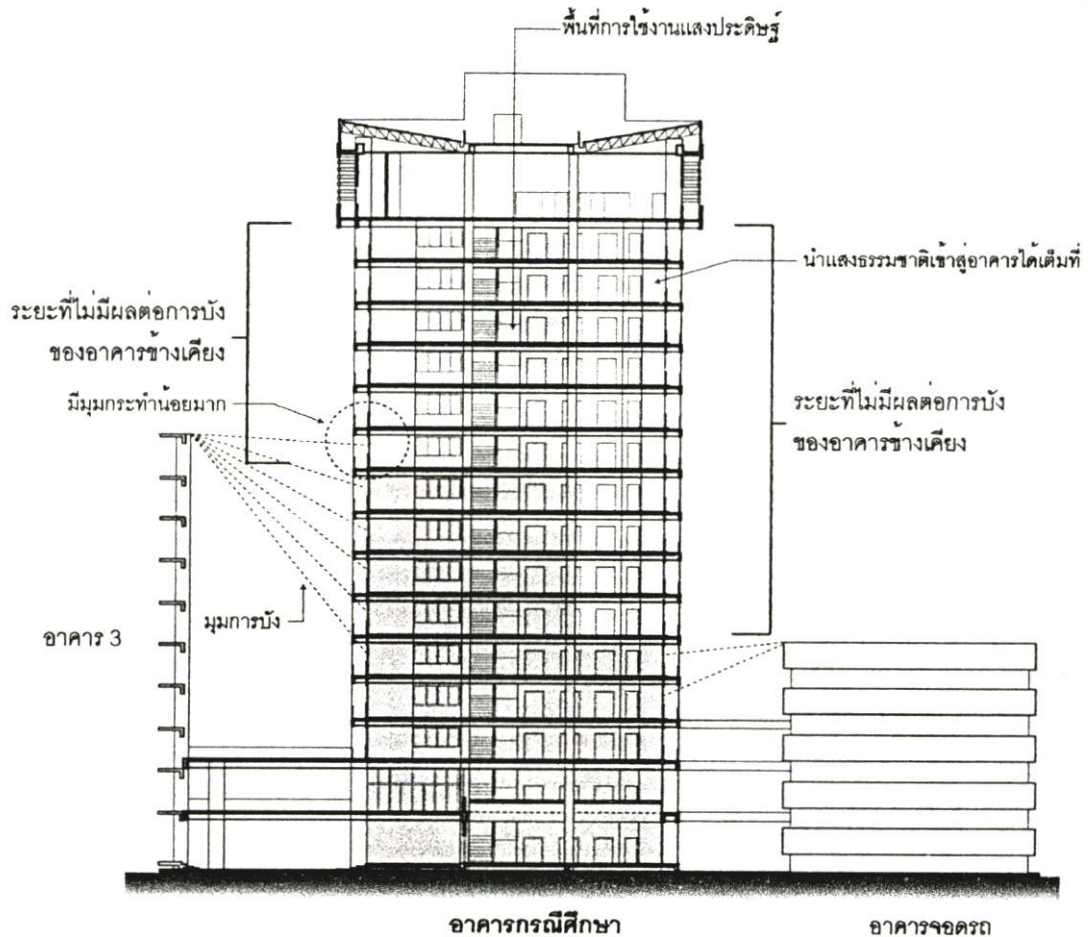 พื้นที่การใช้งานแสงประดิษฐ์
นำแสงธรรมชาติเข้าสู่อาคารได้เต็มที่
ระยะที่ไม่มีผลต่อการบัง
ของอาคารข้างเคียง
มีมุมกระทำน้อยมาก
ระยะที่ไม่มีผลต่อการบัง
ของอาคารข้างเคียง
มุมการบัง
อาคาร 3
อาคารกรณีศึกษา
อาคารจอดรถ